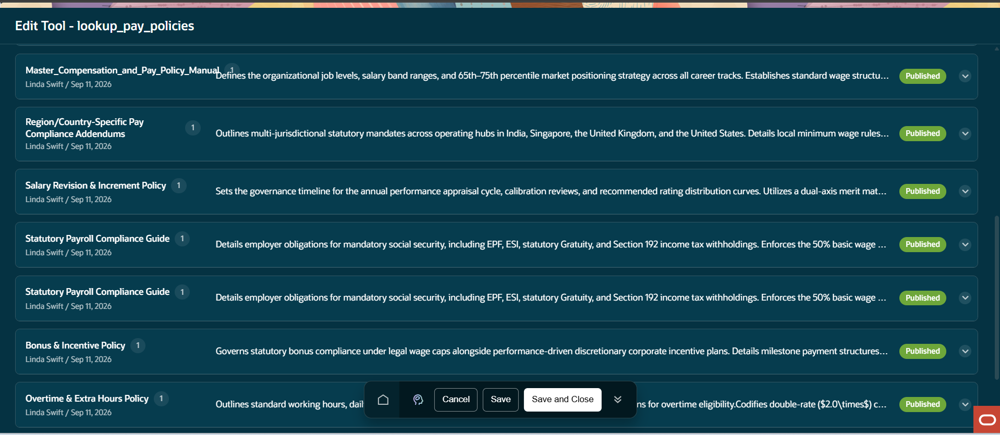 Edit Tool - lookup_pay_policies
Master_Compensation_and_Pay_Policy_Manual 1
Linda Swift / Sep 11, 2026
Defines the organizational job levels, salary band ranges, and 65th–75th percentile market positioning strategy across all career tracks. Establishes standard wage structu...
Published
Region/Country-Specific Pay
Compliance Addendums
1
Linda Swift / Sep 11, 2026
Outlines multi-jurisdictional statutory mandates across operating hubs in India, Singapore, the United Kingdom, and the United States. Details local minimum wage rules...
Published
Salary Revision & Increment Policy 1
Linda Swift / Sep 11, 2026
Sets the governance timeline for the annual performance appraisal cycle, calibration reviews, and recommended rating distribution curves. Utilizes a dual-axis merit mat...
Published
Statutory Payroll Compliance Guide 1
Linda Swift / Sep 11, 2026
Details employer obligations for mandatory social security, including EPF, ESI, statutory Gratuity, and Section 192 income tax withholdings. Enforces the 50% basic wage ...
Published
Statutory Payroll Compliance Guide 1
Linda Swift / Sep 11, 2026
Details employer obligations for mandatory social security, including EPF, ESI, statutory Gratuity, and Section 192 income tax withholdings. Enforces the 50% basic wage ...
Published
Bonus & Incentive Policy 1
Linda Swift / Sep 11, 2026
Governs statutory bonus compliance under legal wage caps alongside performance-driven discretionary corporate incentive plans. Details milestone payment structures...
Published
Overtime & Extra Hours Policy 1
Linda Swift / Sep 11, 2026
Outlines standard working hours, dail
ns for overtime eligibility.Codifies double-rate ($2.0\times$) c...
Published
Cancel
Save
Save and Close